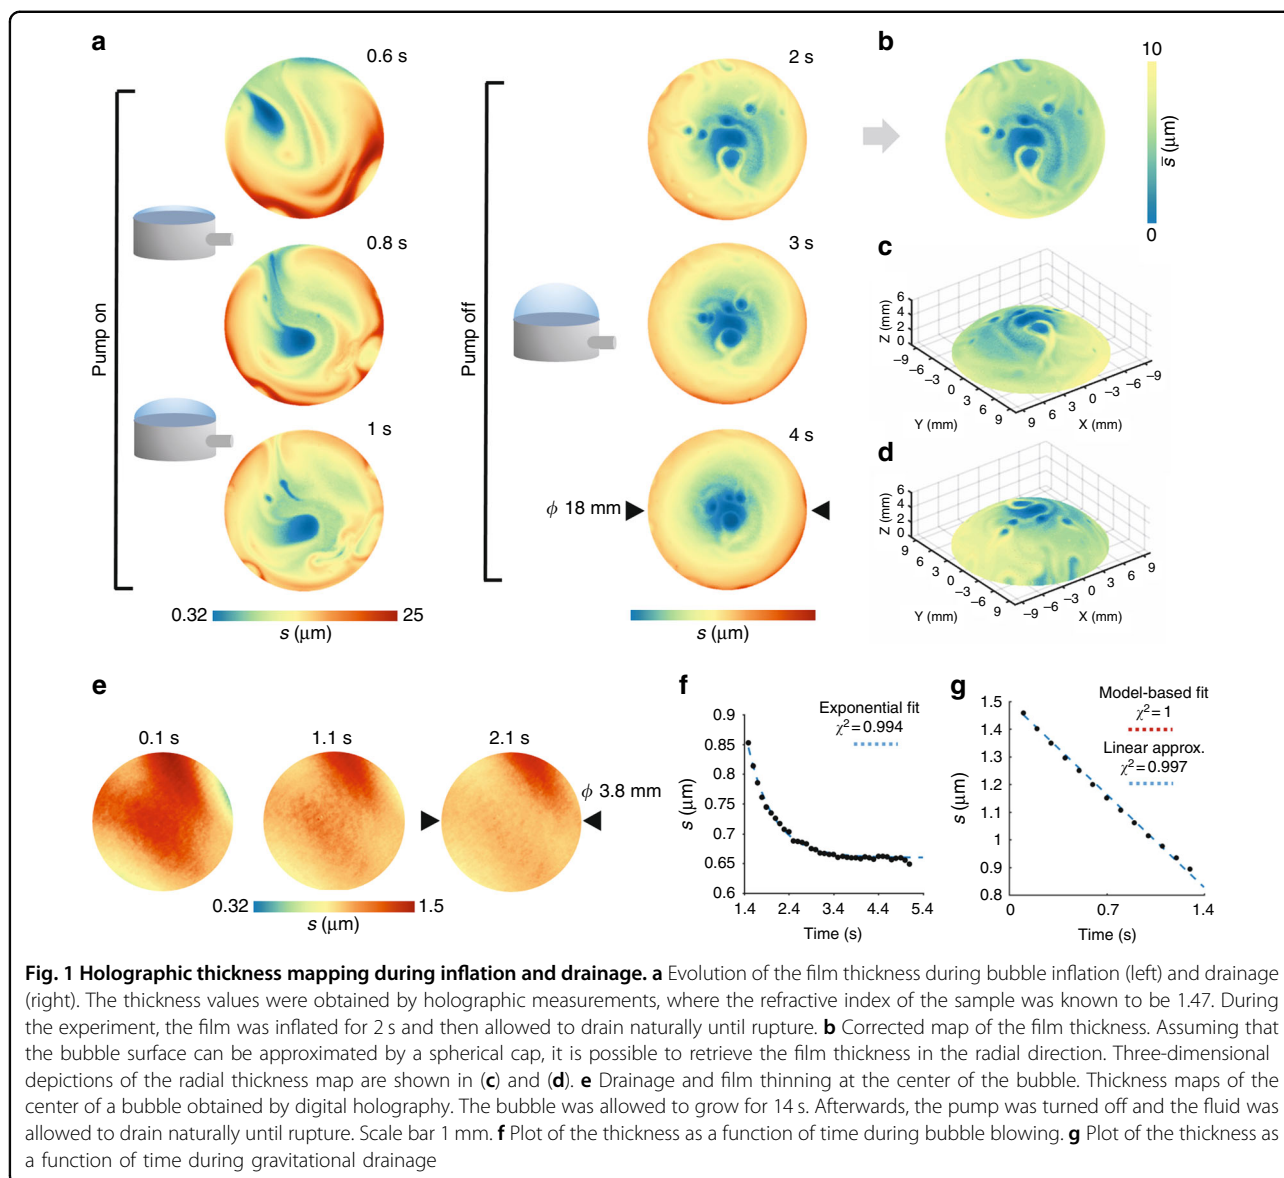 a
0.6 s
0.8 s
1 s
Pump on
0.32
25
s (μm)
2 s
3 s
4 s
Pump off
ϕ 18 mm
s (μm)
b
10
s̅ (μm)
0
c
Z (mm)
6
4
2
0
−9
−6
−3
0
3
6
9
Y (mm)
9
6
3
0
−3
−6
−9
X (mm)
d
Z (mm)
6
4
2
0
9
6
3
0
−3
−6
−9
9
Y (mm)
−9
−6
−3
0
3
6
9
X (mm)
e
0.1 s
1.1 s
2.1 s
ϕ 3.8 mm
0.32
1.5
s (μm)
f
Exponential fit
χ²=0.994
0.9
0.85
0.8
0.75
0.7
0.65
0.6
s (μm)
1.4
2.4
3.4
4.4
5.4
Time (s)
g
Model-based fit
χ²=1
Linear approx.
χ²=0.997
1.5
1.4
1.3
1.2
1.1
1
0.9
0.8
s (μm)
0
0.7
1.4
Time (s)
Fig. 1 Holographic thickness mapping during inflation and drainage. a Evolution of the film thickness during bubble inflation (left) and drainage
(right). The thickness values were obtained by holographic measurements, where the refractive index of the sample was known to be 1.47. During
the experiment, the film was inflated for 2 s and then allowed to drain naturally until rupture. b Corrected map of the film thickness. Assuming that
the bubble surface can be approximated by a spherical cap, it is possible to retrieve the film thickness in the radial direction. Three-dimensional
depictions of the radial thickness map are shown in (c) and (d). e Drainage and film thinning at the center of the bubble. Thickness maps of the
center of a bubble obtained by digital holography. The bubble was allowed to grow for 14 s. Afterwards, the pump was turned off and the fluid was
allowed to drain naturally until rupture. Scale bar 1 mm. f Plot of the thickness as a function of time during bubble blowing. g Plot of the thickness as
a function of time during gravitational drainage